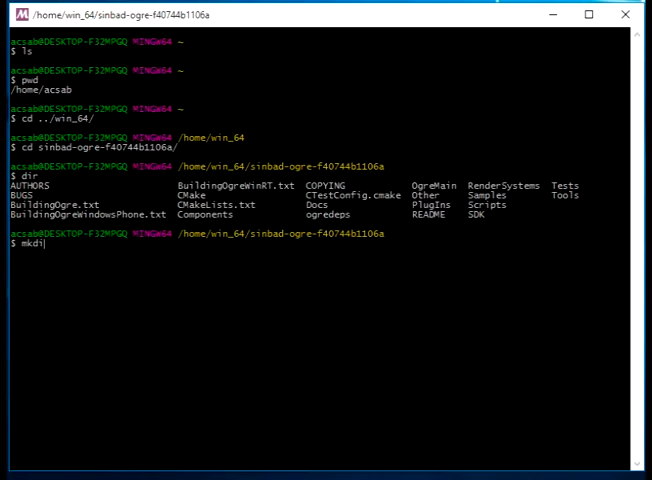 /home/win_64/sinbad-ogre-f40744b1106a
acsab@DESKTOP-F32MPGQ MINGW64 ~
$ ls
acsab@DESKTOP-F32MPGQ MINGW64 ~
$ pwd
/home/acsab
acsab@DESKTOP-F32MPGQ MINGW64 ~
$ cd ../win_64/
acsab@DESKTOP-F32MPGQ MINGW64 /home/win_64
$ cd sinbad-ogre-f40744b1106a/
acsab@DESKTOP-F32MPGQ MINGW64 /home/win_64/sinbad-ogre-f40744b1106a
$ dir
AUTHORS BuildingOgreWinRT.txt COPYING OgreMain RenderSystems Tests
BUGS CMake CTestConfig.cmake Other Samples Tools
BuildingOgre.txt CMakeLists.txt Docs PlugIns Scripts
BuildingOgreWindowsPhone.txt Components ogredeps README SDK
acsab@DESKTOP-F32MPGQ MINGW64 /home/win_64/sinbad-ogre-f40744b1106a
$ mkdi